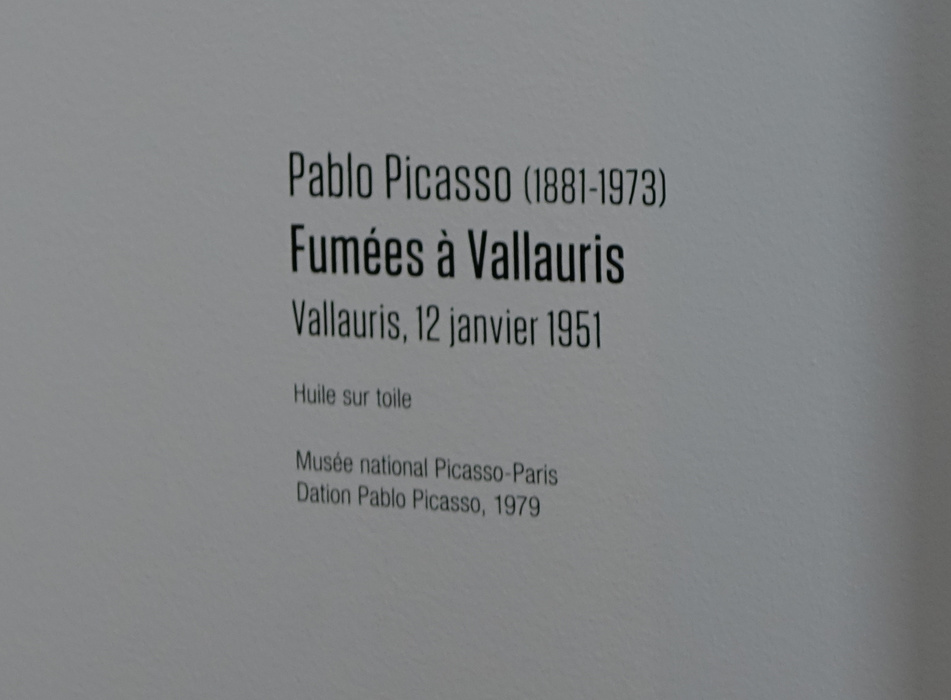 Pablo Picasso (1881-1973)
Fumées à Vallauris
Vallauris, 12 janvier 1951
Huile sur toile
Musée national Picasso-Paris
Dation Pablo Picasso, 1979